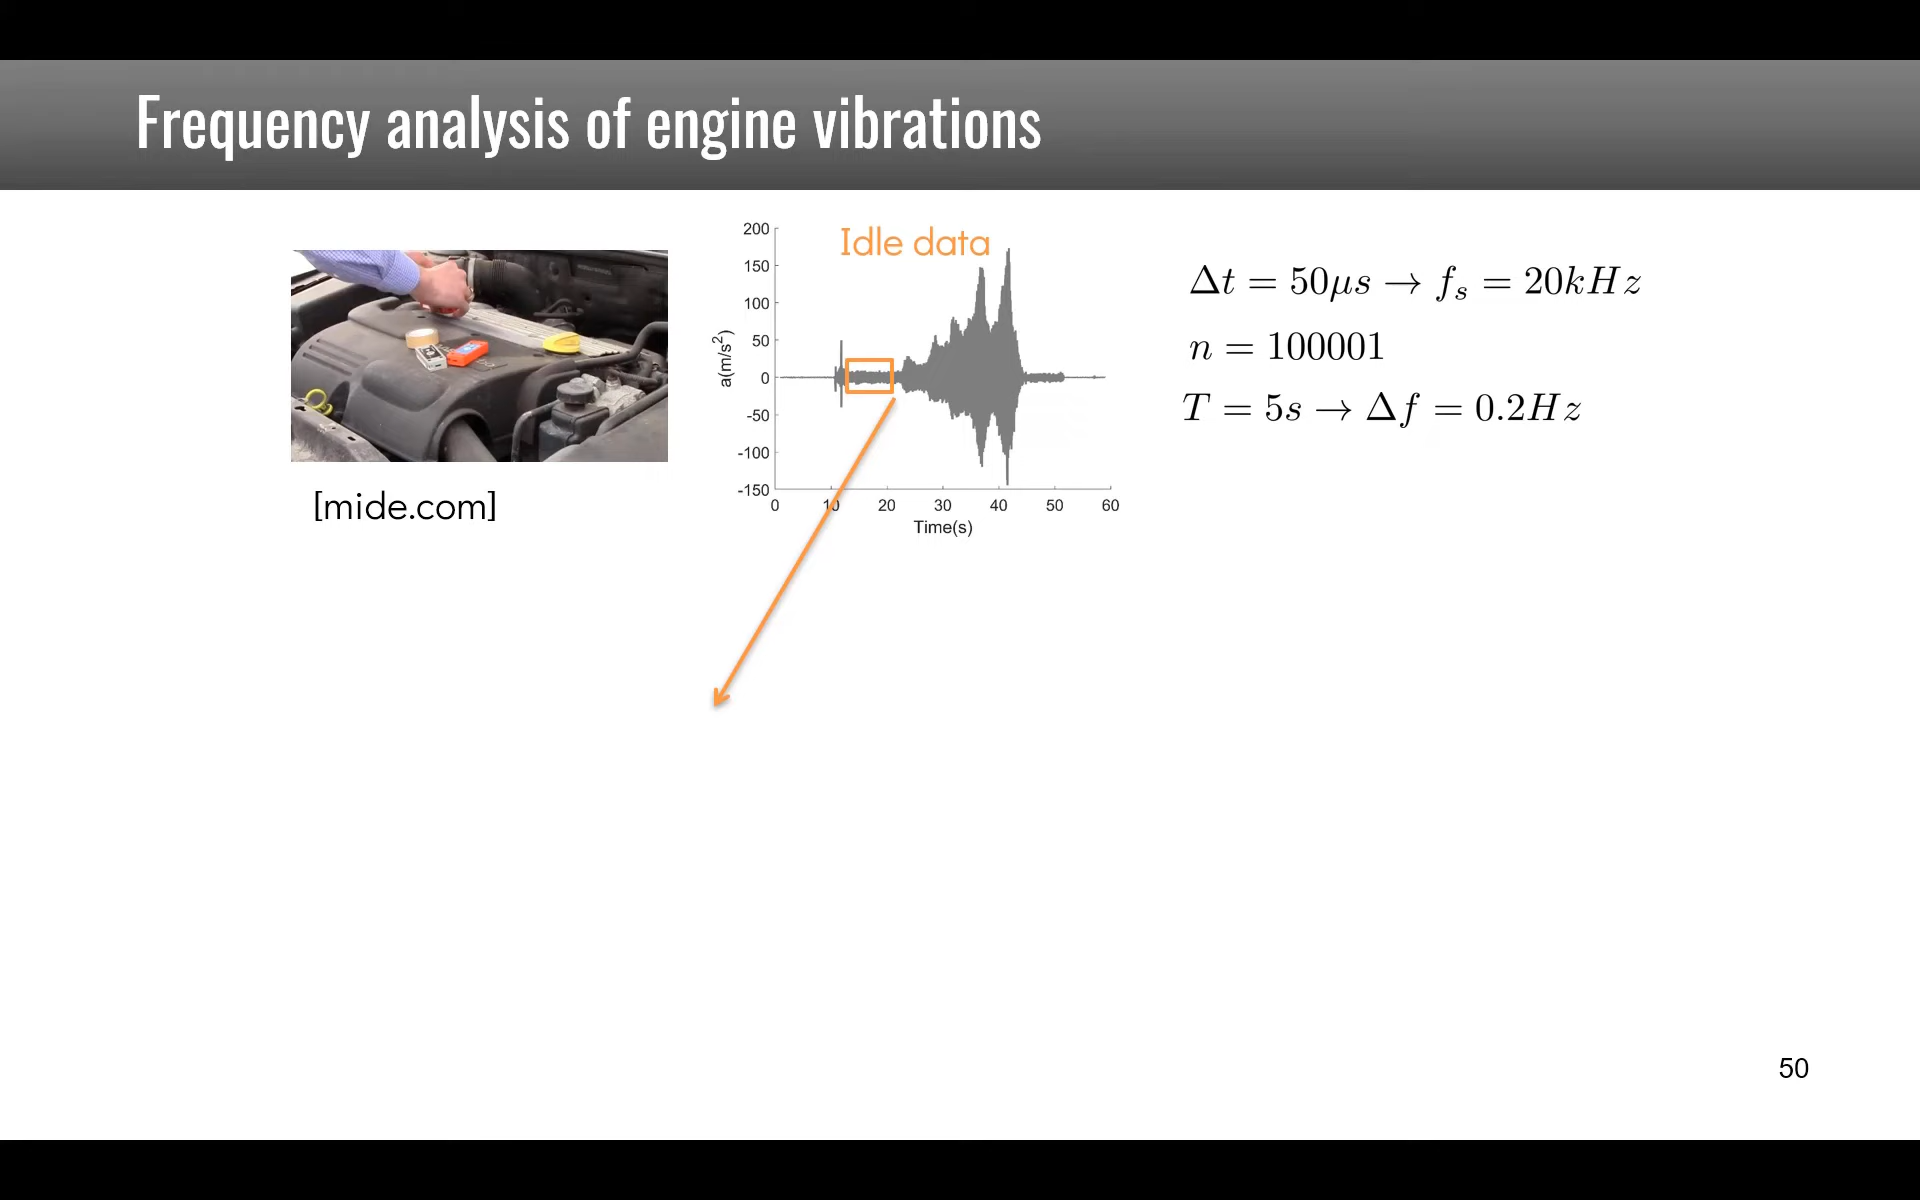 Frequency analysis of engine vibrations
Idle data
200
150
100
50
0
-50
-100
-150
a(m/s²)
0 10 20 30 40 50 60
Time(s)
[mide.com]
Δt = 50μs → fₛ = 20kHz
n = 100001
T = 5s → Δf = 0.2Hz
50